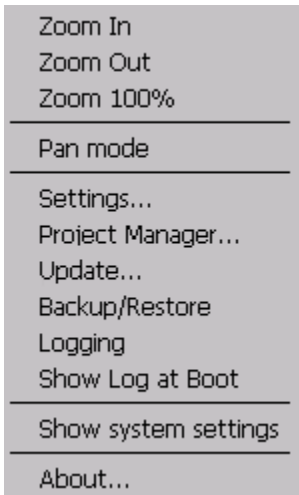 Zoom In
Zoom Out
Zoom 100%
Pan mode
Settings...
Project Manager...
Update...
Backup/Restore
Logging
Show Log at Boot
Show system settings
About...